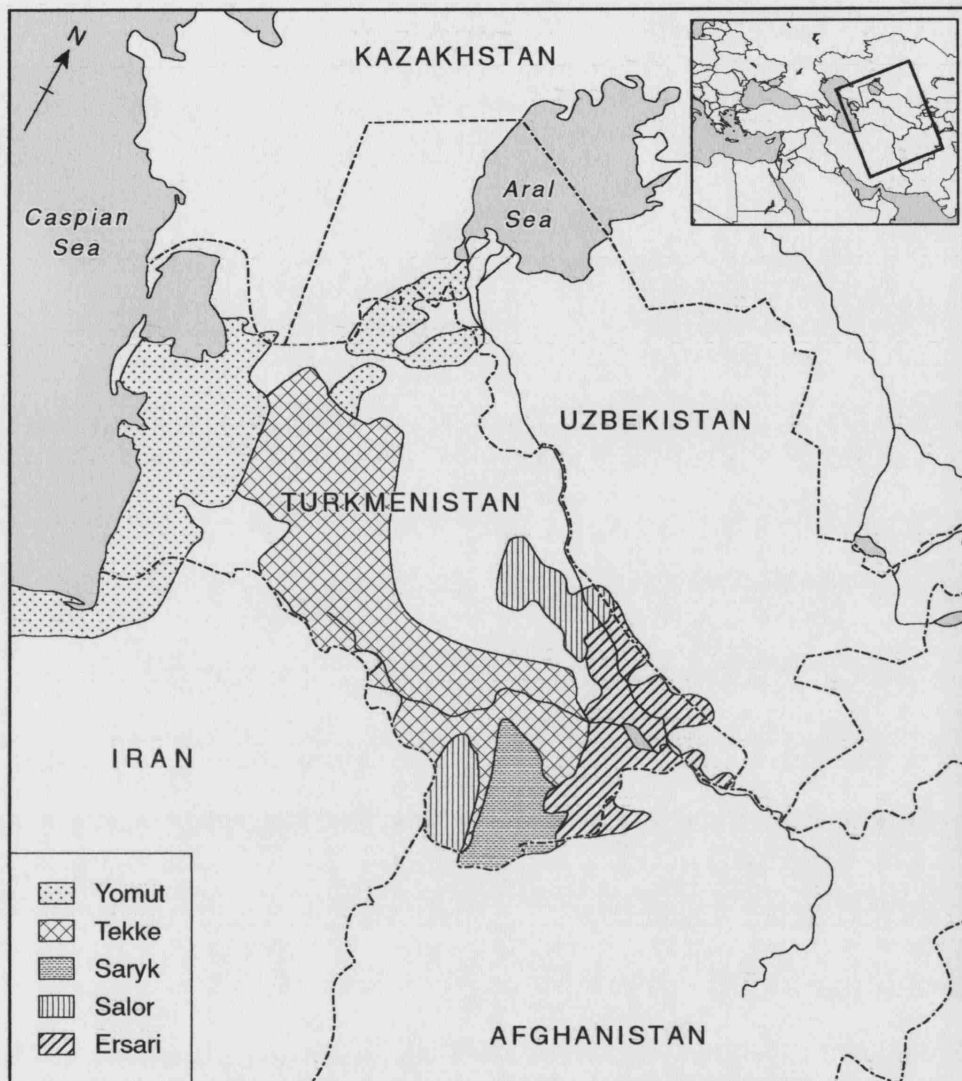 N
KAZAKHSTAN
Caspian
Sea
Aral
Sea
UZBEKISTAN
TURKMENISTAN
IRAN
Yomut
Tekke
Saryk
Salor
Ersari
AFGHANISTAN